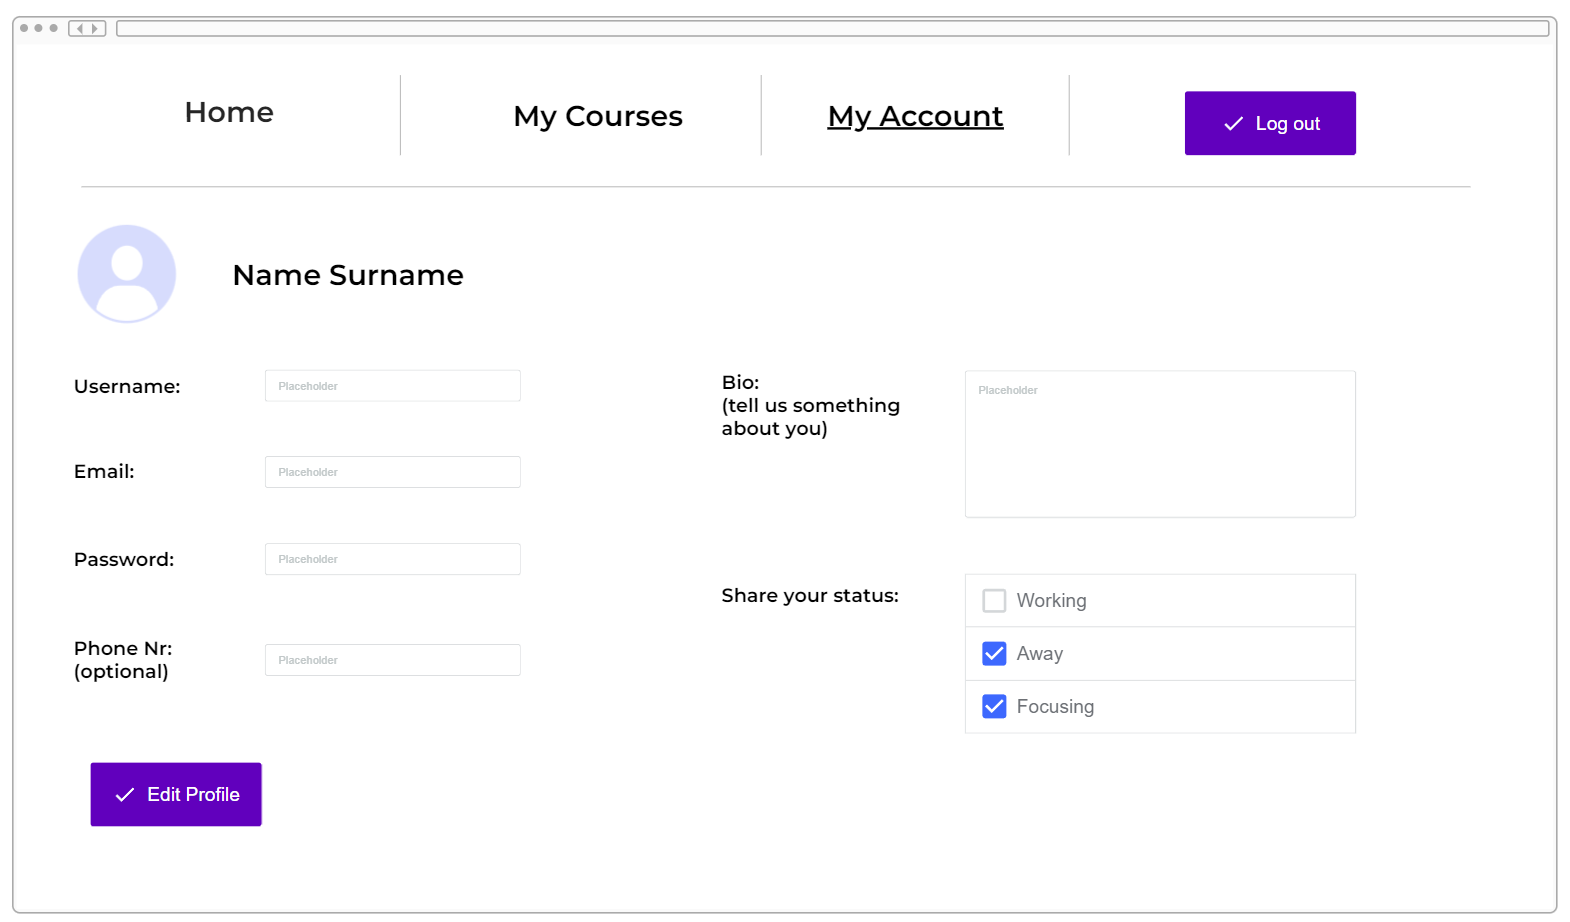 Home
My Courses
My Account
Log out
Name Surname
Username:
Placeholder
Email:
Placeholder
Password:
Placeholder
Phone Nr:
(optional)
Placeholder
Bio:
(tell us something
about you)
Placeholder
Share your status:
Working
Away
Focusing
Edit Profile